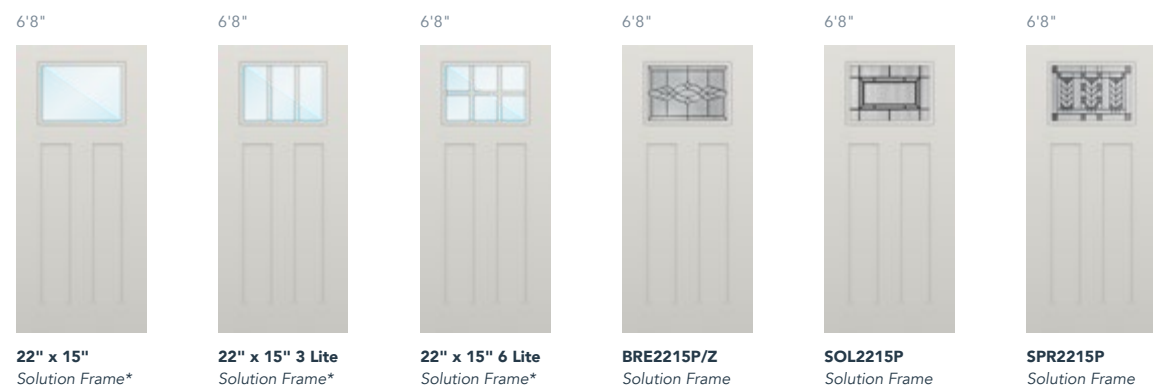 6'8" 6'8" 6'8" 6'8" 6'8" 6'8"
22" x 15" 22" x 15" 3 Lite 22" x 15" 6 Lite BRE2215P/Z SOL2215P SPR2215P
Solution Frame* Solution Frame* Solution Frame* Solution Frame Solution Frame Solution Frame